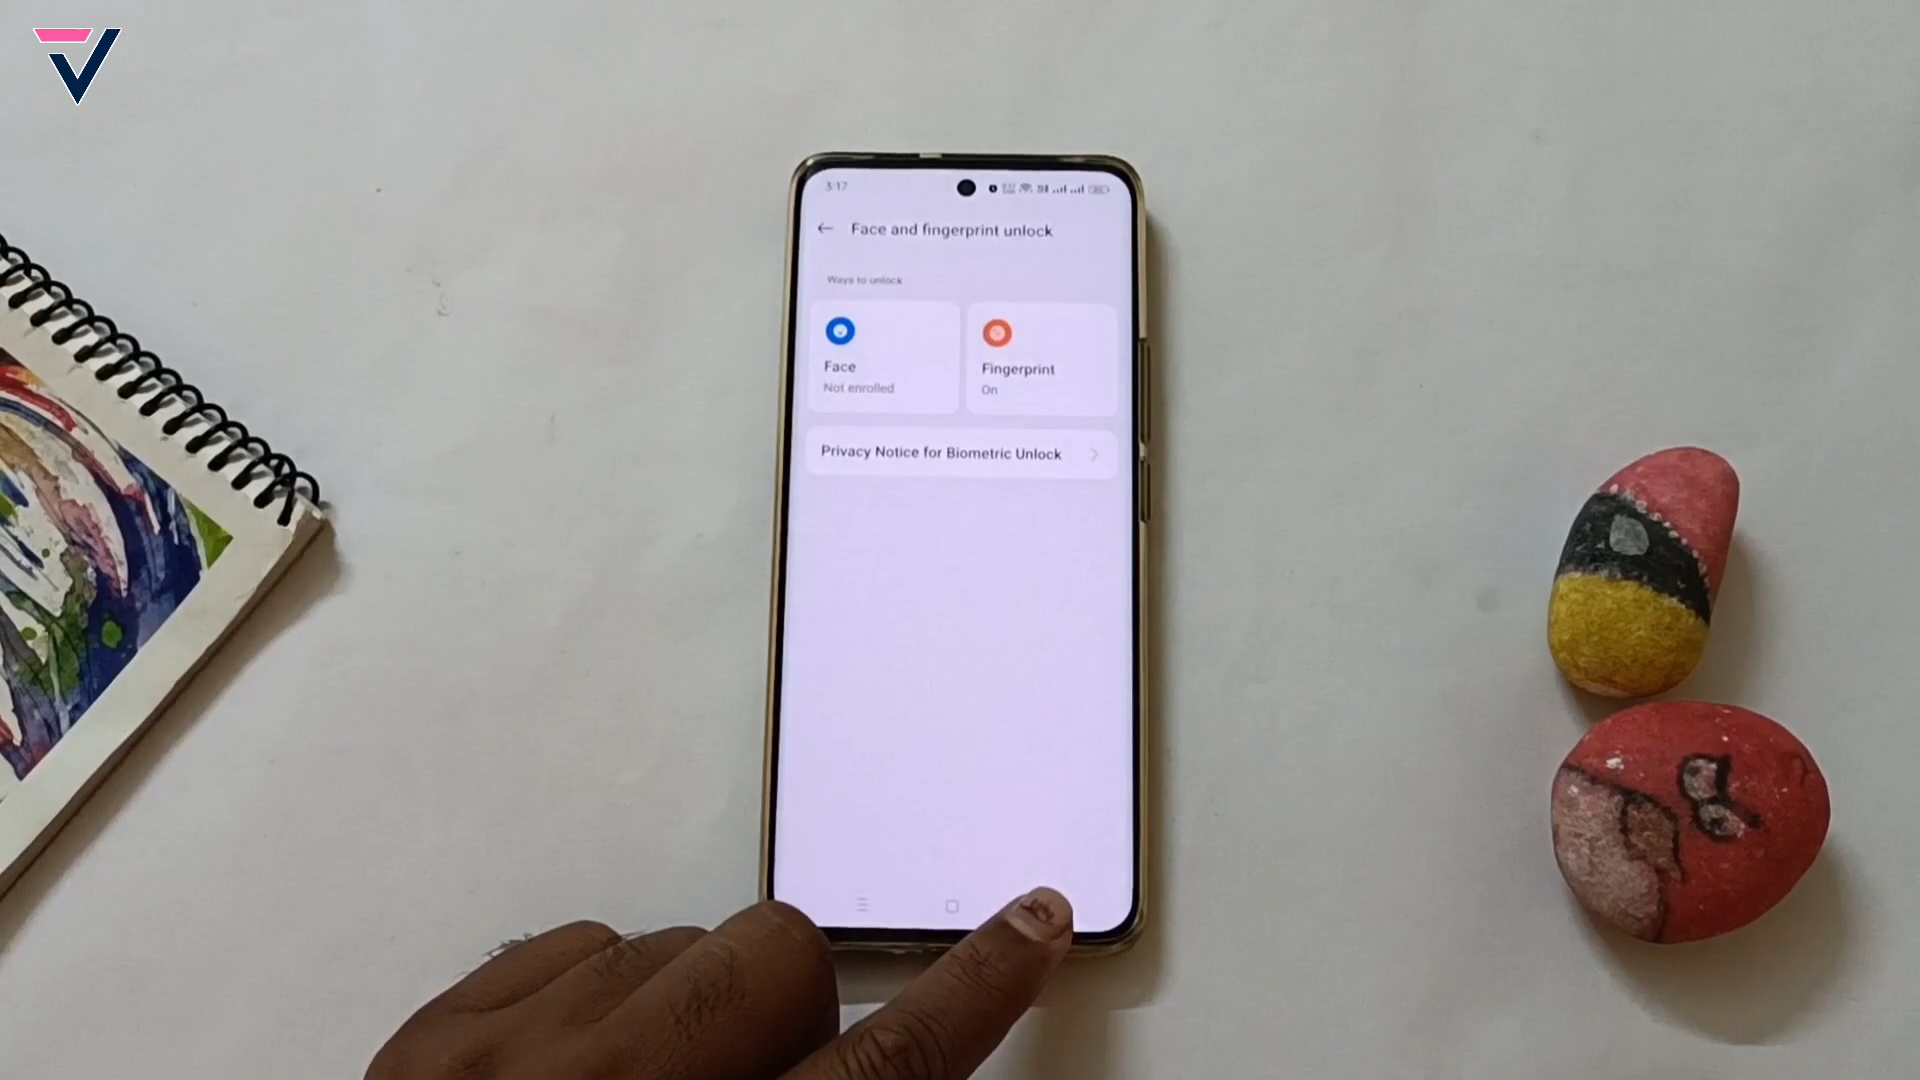 3:17
Face and fingerprint unlock
Ways to unlock
Face
Not enrolled
Fingerprint
On
Privacy Notice for Biometric Unlock